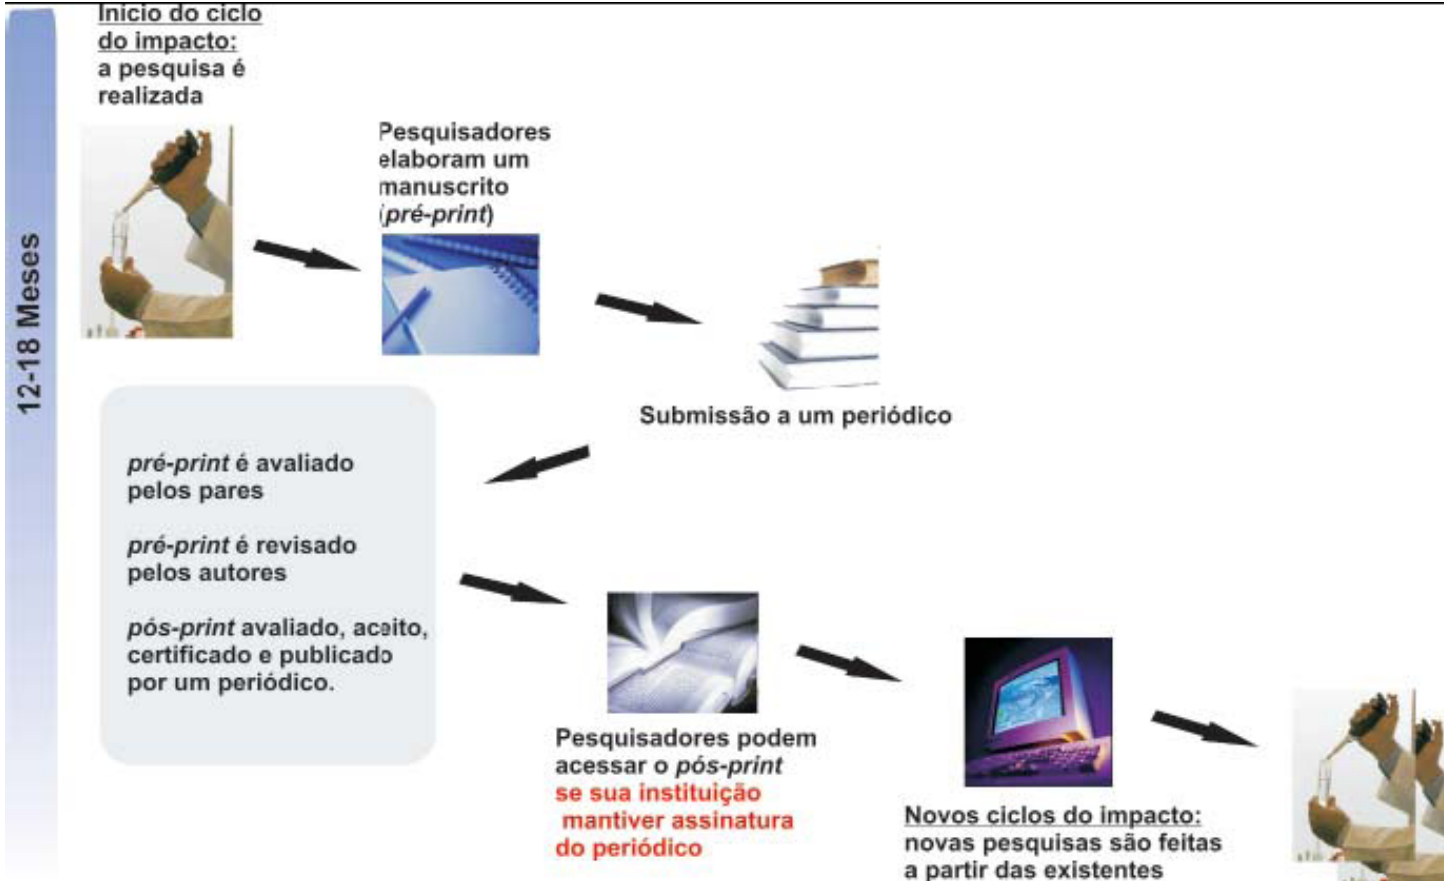 Início do ciclo
do impacto:
a pesquisa é
realizada
Pesquisadores
elaboram um
manuscrito
(pré-print)
12-18 Meses
Submissão a um periódico
pré-print é avaliado
pelos pares
pré-print é revisado
pelos autores
pós-print avaliado, aceito,
certificado e publicado
por um periódico.
Pesquisadores podem
acessar o pós-print
se sua instituição
mantiver assinatura
do periódico
Novos ciclos do impacto:
novas pesquisas são feitas
a partir das existentes